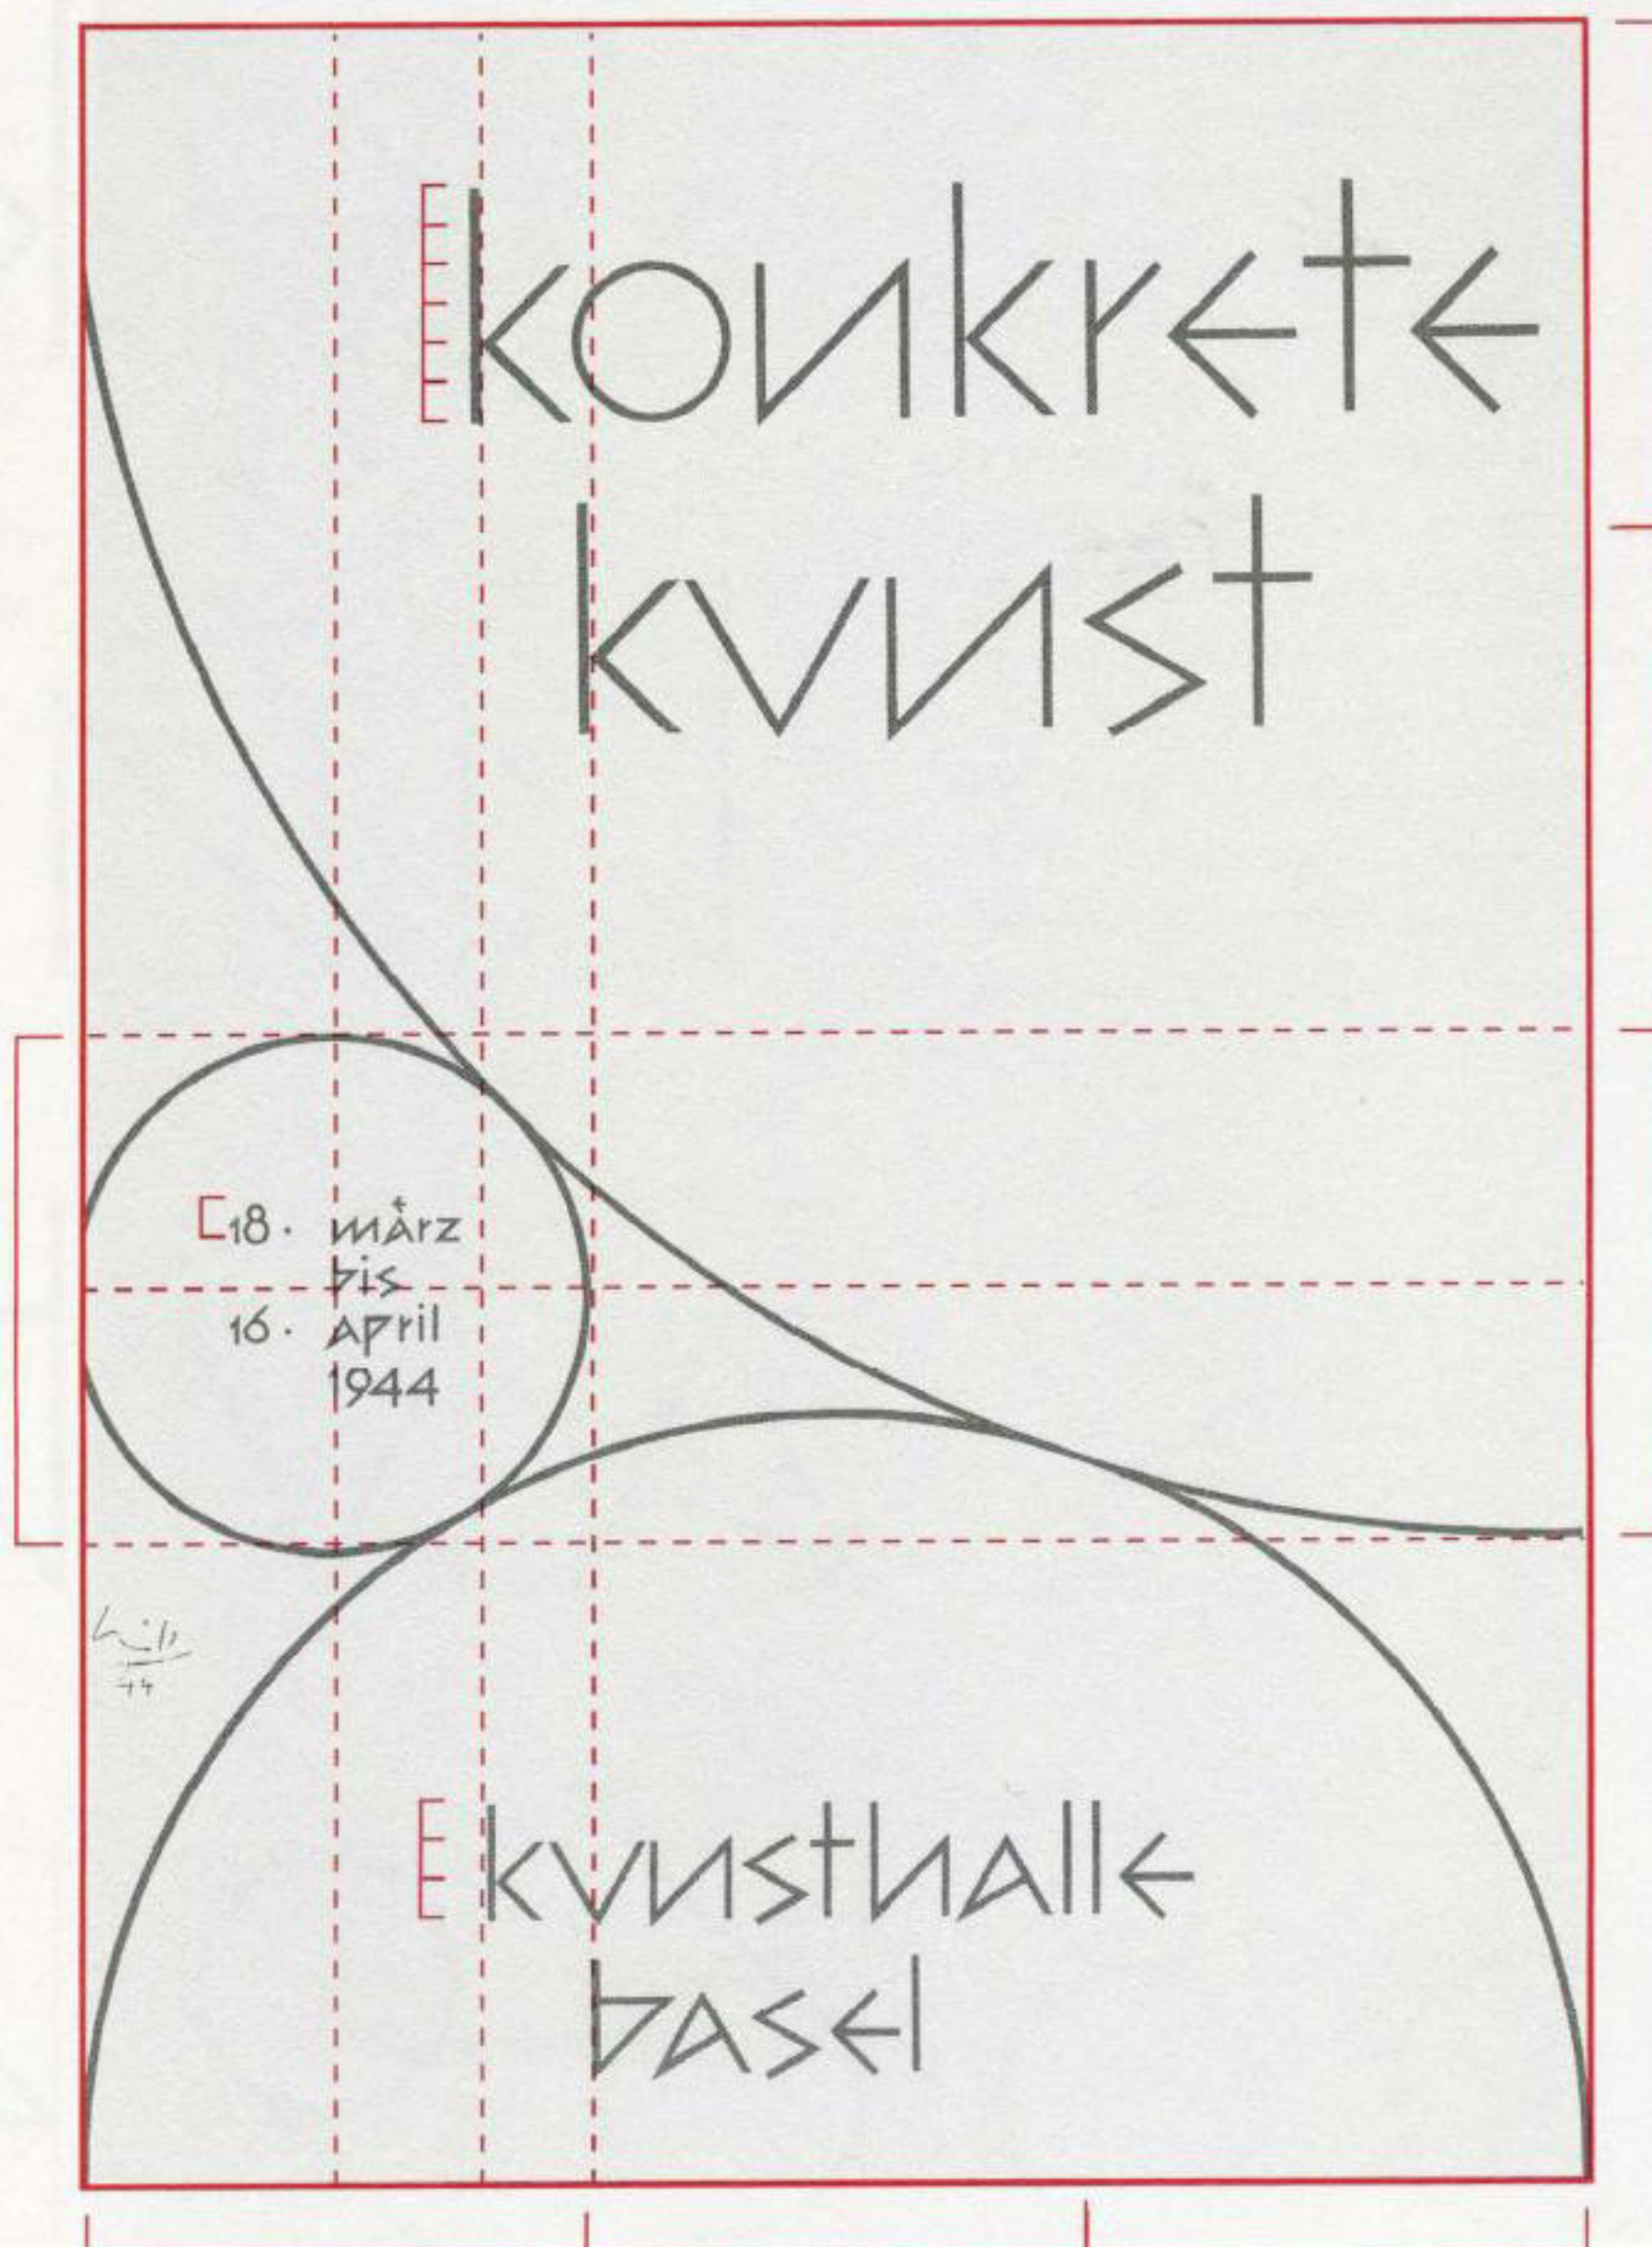 konkrete
kunst
18. märz
bis
16. april
1944
kunsthalle
basel